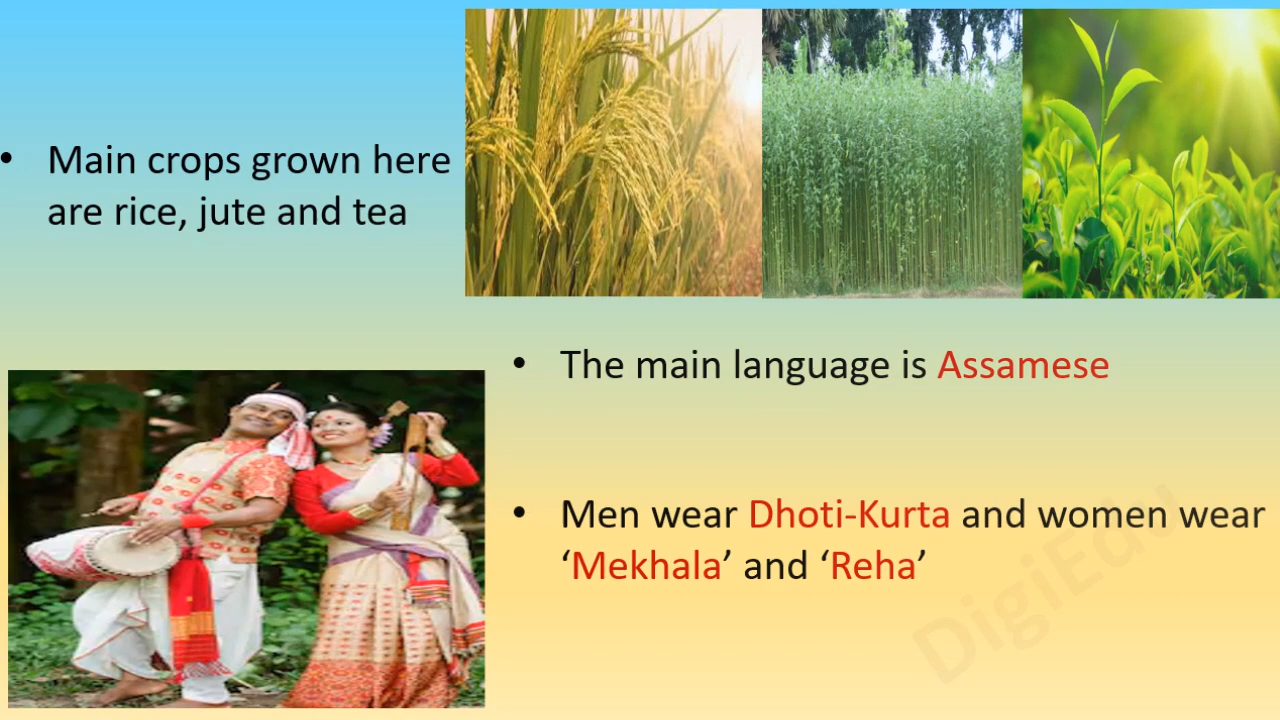 • Main crops grown here
are rice, jute and tea
• The main language is Assamese
• Men wear Dhoti-Kurta and women wear
‘Mekhala’ and ‘Reha’
DigiEdu